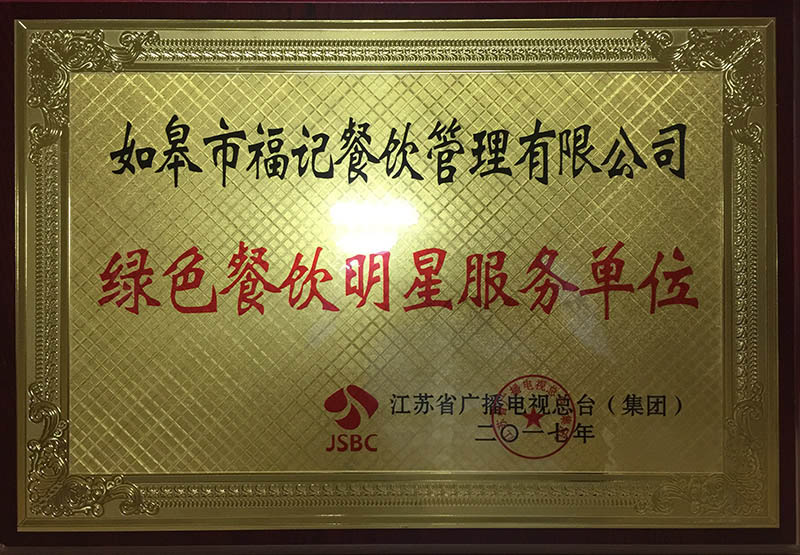 如皋市福记餐饮管理有限公司
绿色餐饮明星服务单位
JSBC
江苏省广播电视总台（集团）
二〇一七年